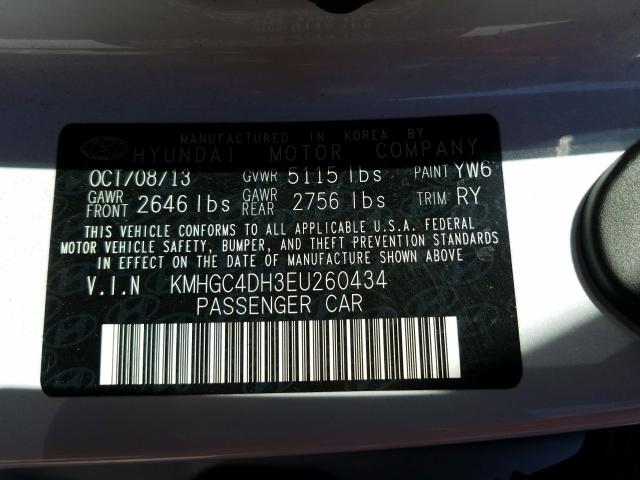 MANUFACTURED IN KOREA BY
HYUNDAI MOTOR COMPANY
OCT/08/13 GVWR 5115 lbs PAINT YW6
GAWR FRONT 2646 lbs GAWR REAR 2756 lbs TRIM RY
THIS VEHICLE CONFORMS TO ALL APPLICABLE U.S.A. FEDERAL
MOTOR VEHICLE SAFETY, BUMPER, AND THEFT PREVENTION STANDARDS
IN EFFECT ON THE DATE OF MANUFACTURE SHOWN ABOVE
V.I.N KMHGC4DH3EU260434
PASSENGER CAR